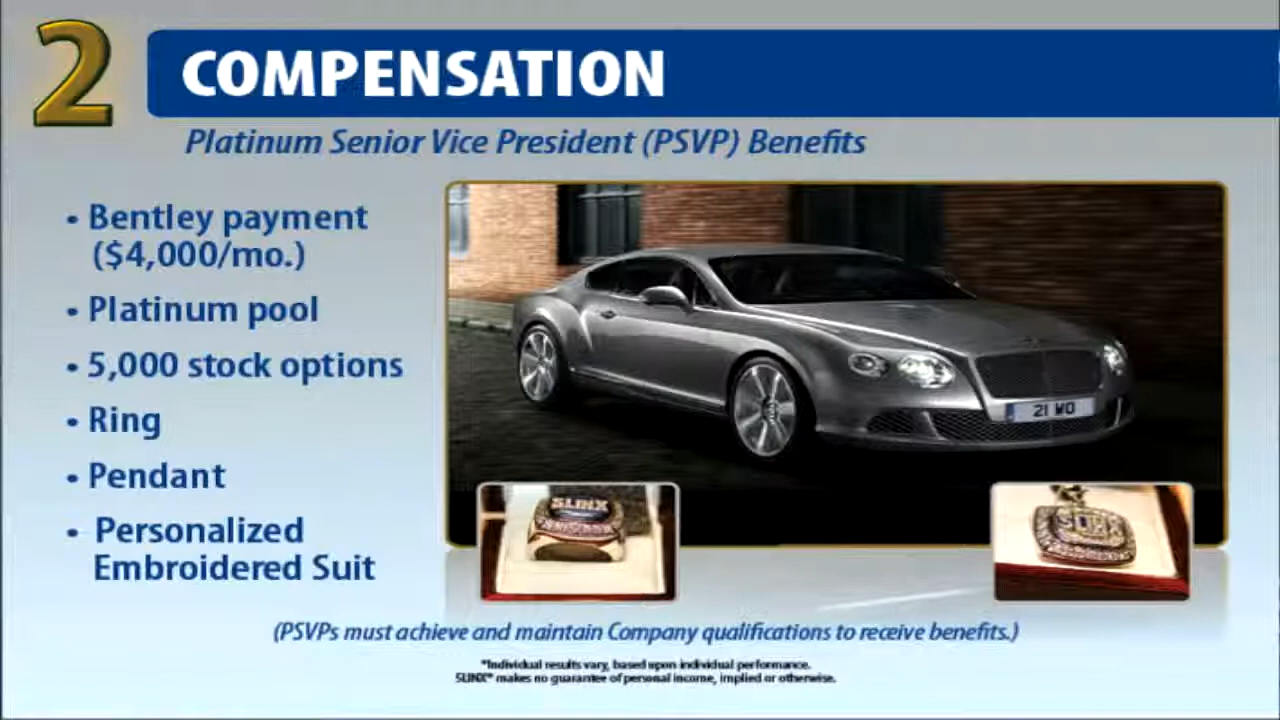 2
COMPENSATION
Platinum Senior Vice President (PSVP) Benefits
• Bentley payment
($4,000/mo.)
• Platinum pool
• 5,000 stock options
• Ring
• Pendant
• Personalized
Embroidered Suit
21 WO
SLINX
SLINX
(PSVPs must achieve and maintain Company qualifications to receive benefits.)
*Individual results vary, based upon individual performance.
SLINX® makes no guarantee of personal income, implied or otherwise.